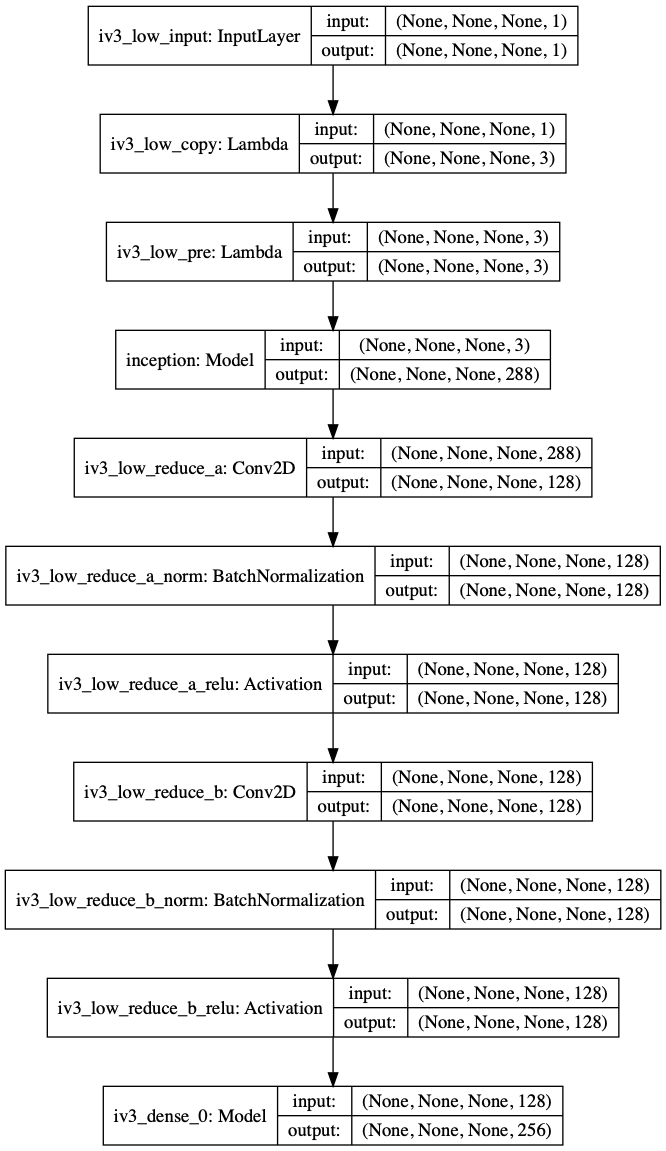 iv3_low_input: InputLayer
input: (None, None, None, 1)
output: (None, None, None, 1)
iv3_low_copy: Lambda
input: (None, None, None, 1)
output: (None, None, None, 3)
iv3_low_pre: Lambda
input: (None, None, None, 3)
output: (None, None, None, 3)
inception: Model
input: (None, None, None, 3)
output: (None, None, None, 288)
iv3_low_reduce_a: Conv2D
input: (None, None, None, 288)
output: (None, None, None, 128)
iv3_low_reduce_a_norm: BatchNormalization
input: (None, None, None, 128)
output: (None, None, None, 128)
iv3_low_reduce_a_relu: Activation
input: (None, None, None, 128)
output: (None, None, None, 128)
iv3_low_reduce_b: Conv2D
input: (None, None, None, 128)
output: (None, None, None, 128)
iv3_low_reduce_b_norm: BatchNormalization
input: (None, None, None, 128)
output: (None, None, None, 128)
iv3_low_reduce_b_relu: Activation
input: (None, None, None, 128)
output: (None, None, None, 128)
iv3_dense_0: Model
input: (None, None, None, 128)
output: (None, None, None, 256)